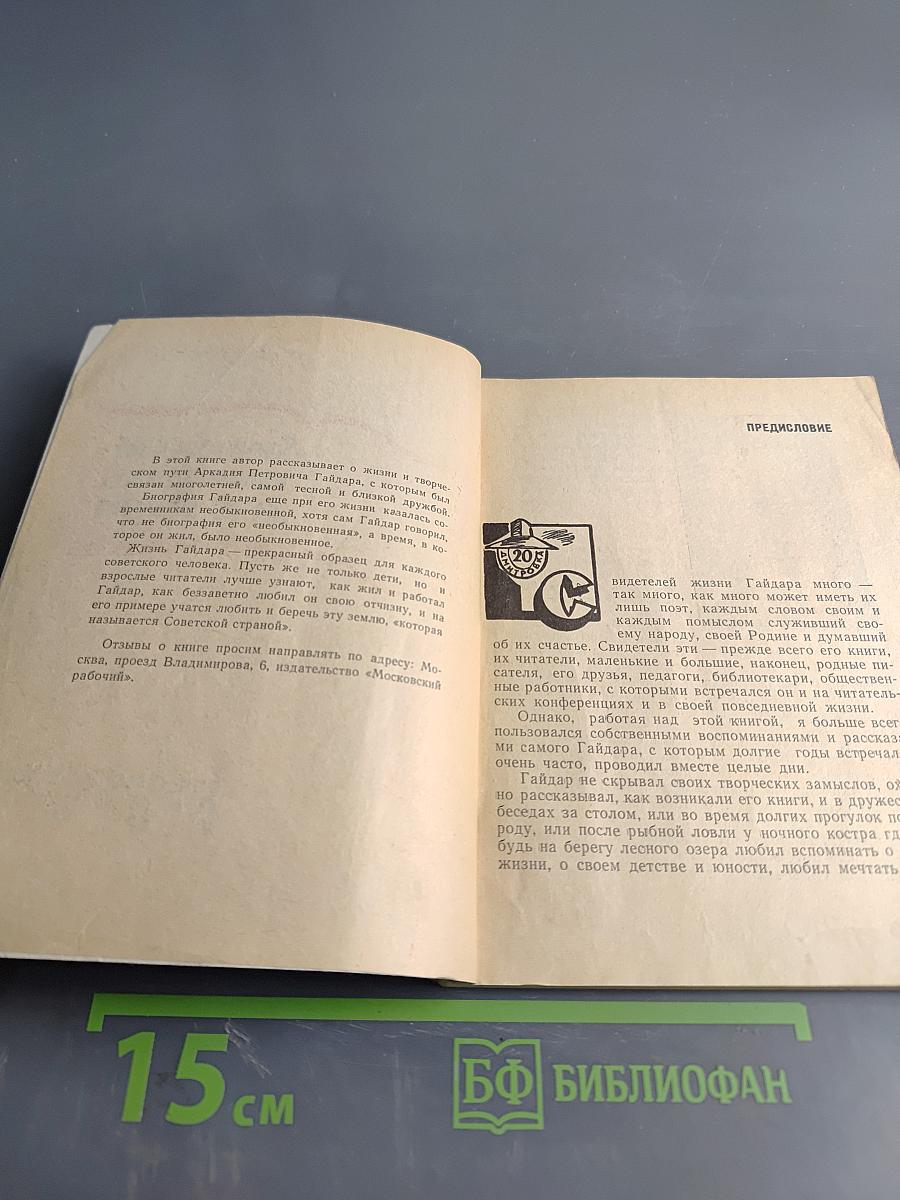 В этой книге автор рассказывает о жизни и творче-
ском пути Аркадия Петровича Гайдара, с которым был
связан многолетней, самой тесной и близкой дружбой.
Биография Гайдара еще при его жизни казалась со-
временникам необыкновенной, хотя сам Гайдар говорил,
что не биография его «необыкновенная», а время, в ко-
торое он жил, было необыкновенное.
Жизнь Гайдара — прекрасный образец для каждого
советского человека. Пусть же не только дети, но и
взрослые читатели лучше узнают, как жил и работал
Гайдар, как беззаветно любил он свою отчизну, и на
его примере учатся любить и беречь эту землю, «которая
называется Советской страной».
Отзывы о книге просим направлять по адресу: Мо-
сква, проезд Владимирова, 6, издательство «Московский
рабочий».
ПРЕДИСЛОВИЕ
20
ДМИТРОВКА
С
видетелей жизни Гайдара много —
так много, как много может иметь их
лишь поэт, каждым словом своим и
каждым помыслом служивший сво-
ему народу, своей Родине и думавший
об их счастье. Свидетели эти — прежде всего его книги,
их читатели, маленькие и большие, наконец, родные пи-
сателя, его друзья, педагоги, библиотекари, обществен-
ные работники, с которыми встречался он и на читатель-
ских конференциях и в своей повседневной жизни.
Однако, работая над этой книгой, я больше всег
пользовался собственными воспоминаниями и рассказа
ми самого Гайдара, с которым долгие годы встречал
очень часто, проводил вместе целые дни.
Гайдар не скрывал своих творческих замыслов, ох
но рассказывал, как возникали его книги, и в дружес
беседах за столом, или во время долгих прогулок по
роду, или после рыбной ловли у ночного костра гд
будь на берегу лесного озера любил вспоминать о
жизни, о своем детстве и юности, любил мечтать
15 см
БФ БИБЛИОФАН